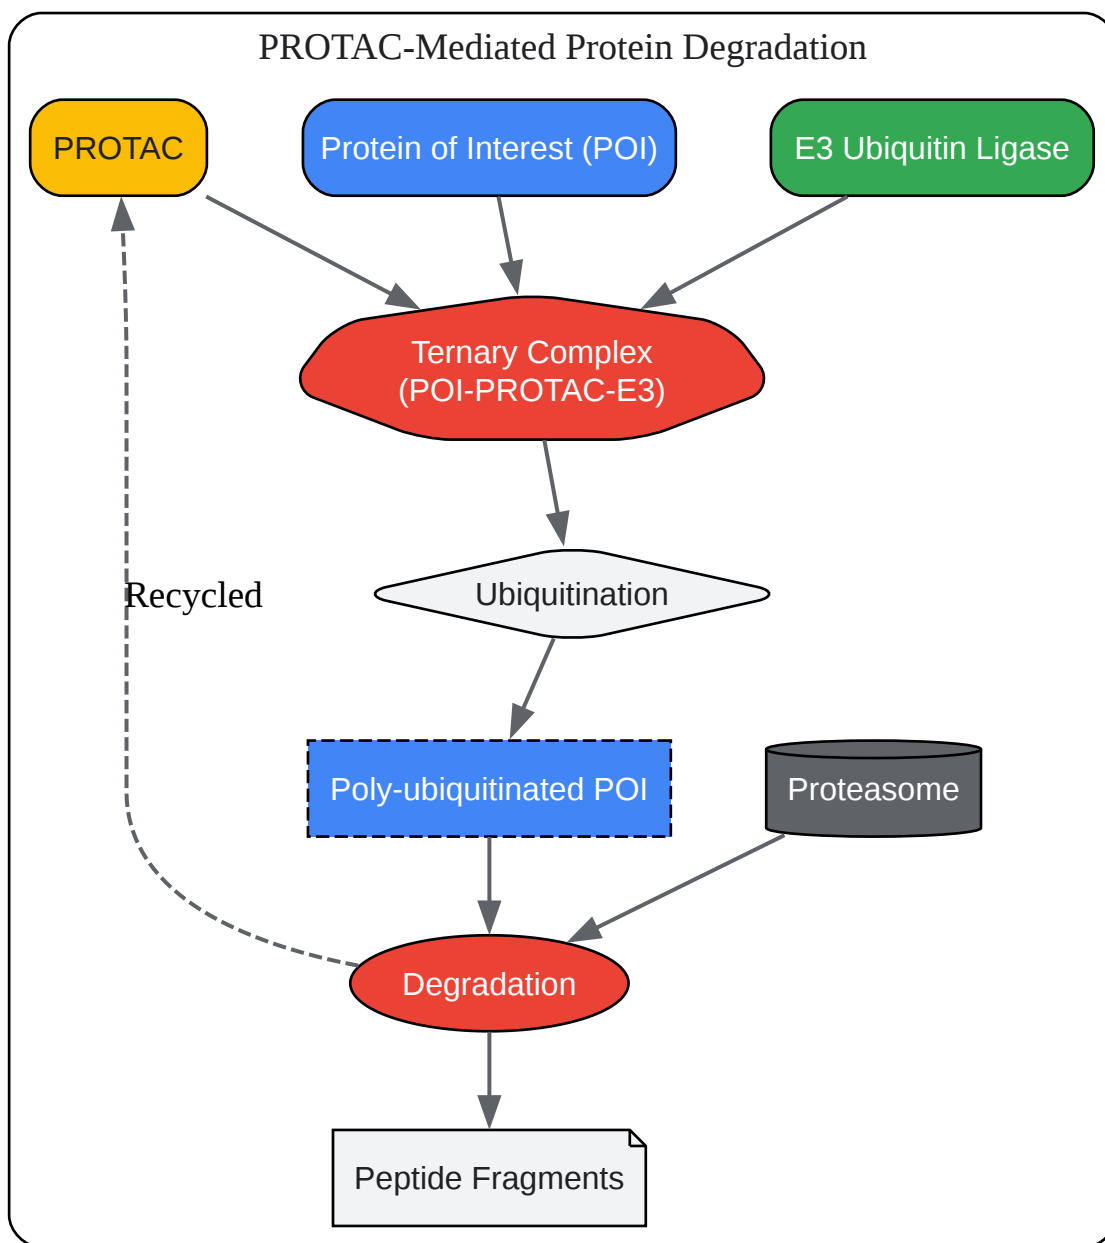 PROTAC-Mediated Protein Degradation
PROTAC
Protein of Interest (POI)
E3 Ubiquitin Ligase
Ternary Complex
(POI-PROTAC-E3)
Recycled
Ubiquitination
Poly-ubiquitinated POI
Proteasome
Degradation
Peptide Fragments